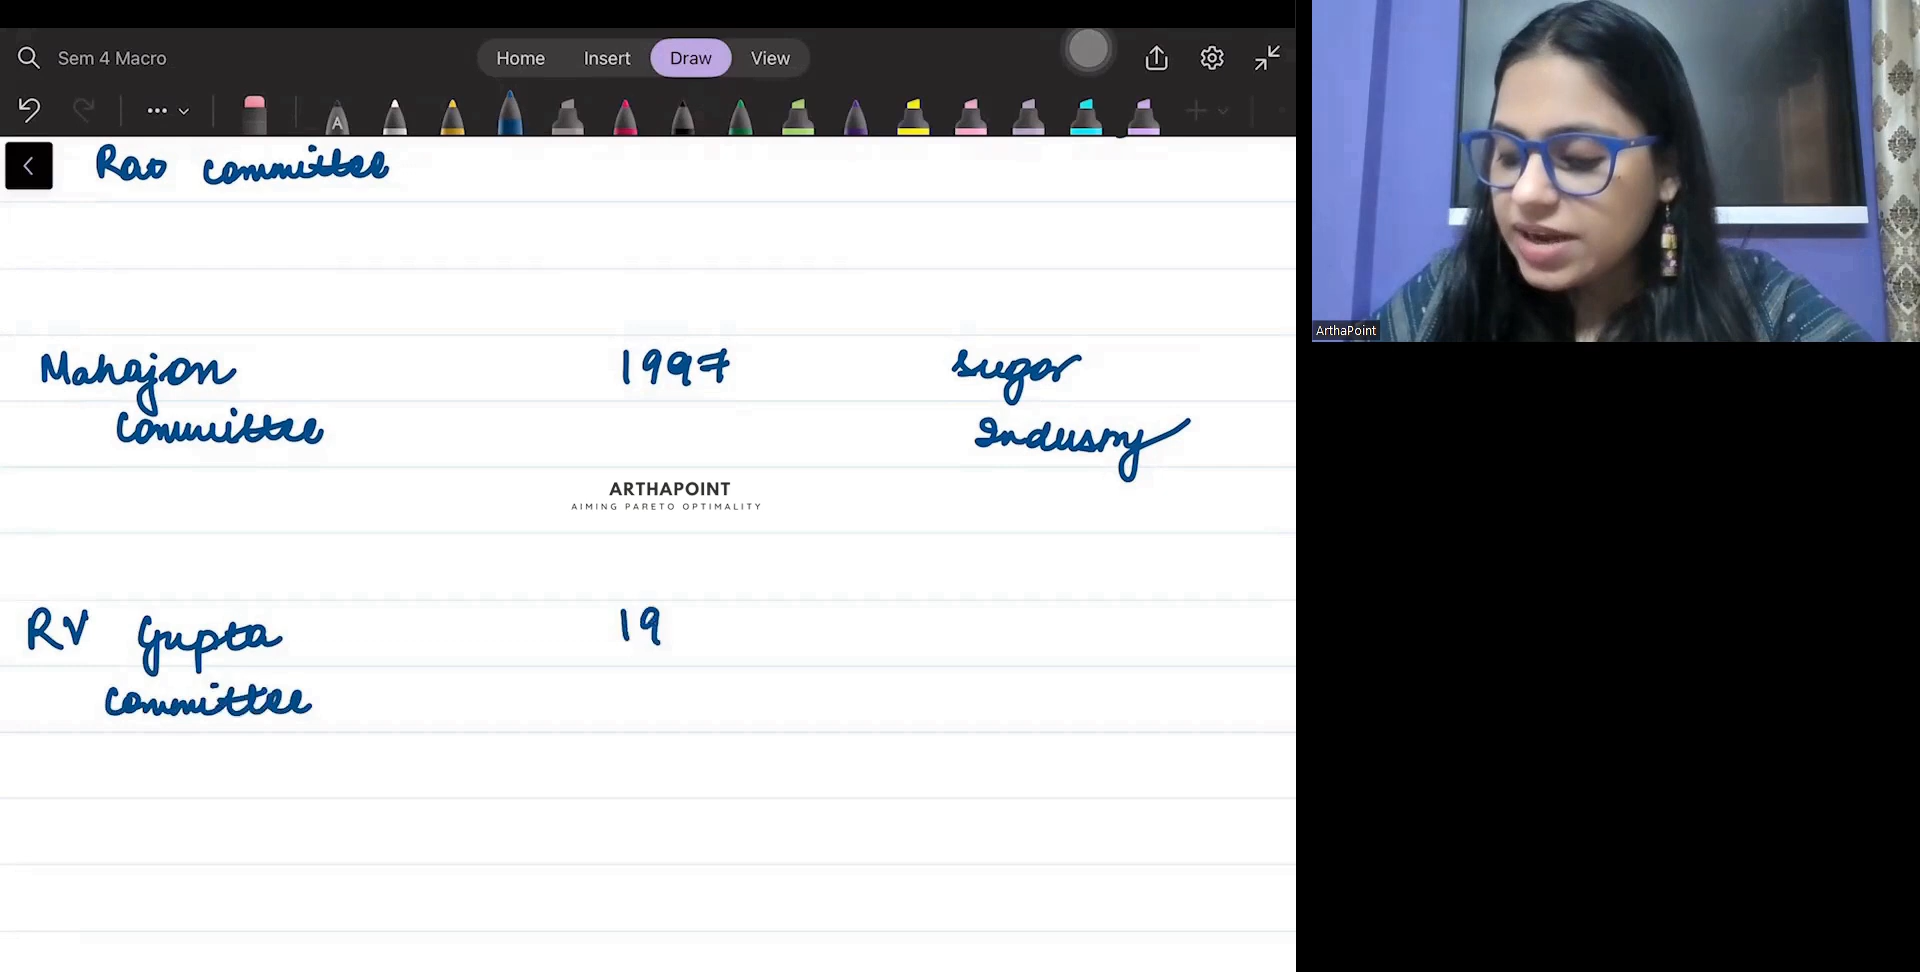 Sem 4 Macro
Home Insert Draw View
A
Rao committee
Mahajan 1997 Sugar
Committee Industry
ARTHAPOINT
AIMING PARETO OPTIMALITY
RV Gupta 19
committee
ArthaPoint